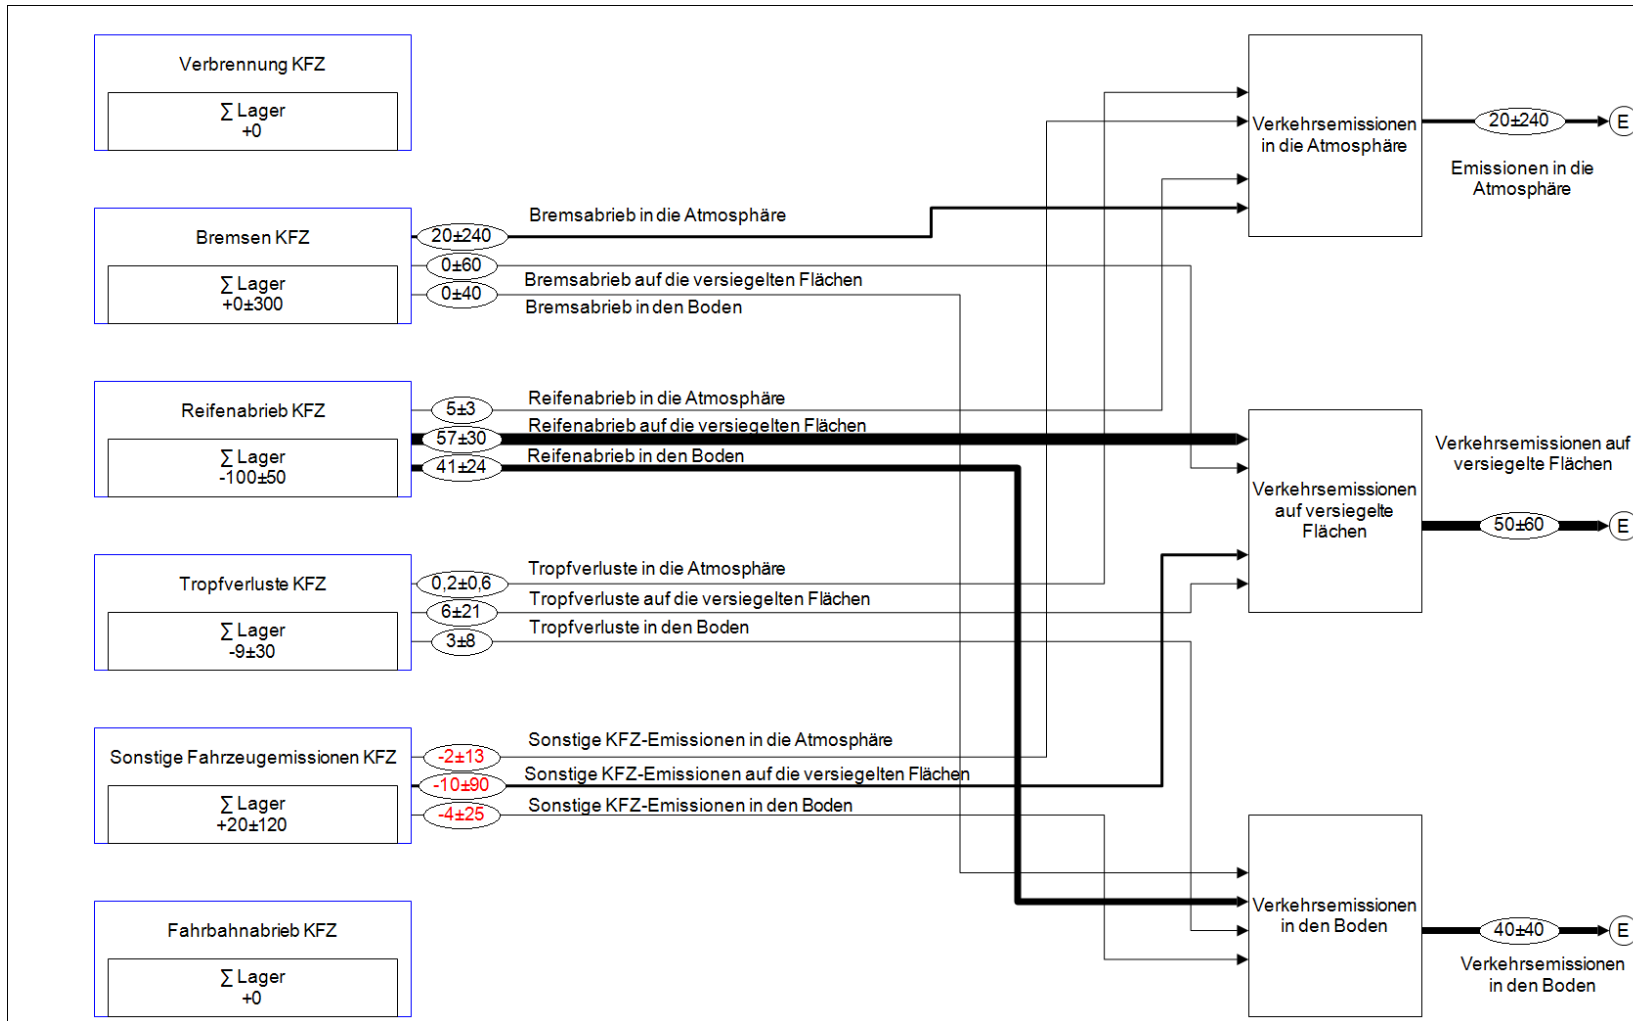 Verbrennung KFZ
∑ Lager
+0
Bremsen KFZ
∑ Lager
+0±300
20±240
0±60
0±40
Bremsabrieb in die Atmosphäre
Bremsabrieb auf die versiegelten Flächen
Bremsabrieb in den Boden
Reifenabrieb KFZ
∑ Lager
-100±50
5±3
57±30
41±24
Reifenabrieb in die Atmosphäre
Reifenabrieb auf die versiegelten Flächen
Reifenabrieb in den Boden
Tropfverluste KFZ
∑ Lager
-9±30
0,2±0,6
6±21
3±8
Tropfverluste in die Atmosphäre
Tropfverluste auf die versiegelten Flächen
Tropfverluste in den Boden
Sonstige Fahrzeugemissionen KFZ
∑ Lager
+20±120
-2±13
-10±90
-4±25
Sonstige KFZ-Emissionen in die Atmosphäre
Sonstige KFZ-Emissionen auf die versiegelten Flächen
Sonstige KFZ-Emissionen in den Boden
Fahrbahnabrieb KFZ
∑ Lager
+0
Verkehrsemissionen
in die Atmosphäre
20±240
E
Emissionen in die
Atmosphäre
Verkehrsemissionen
auf versiegelte
Flächen
Verkehrsemissionen auf
versiegelte Flächen
50±60
E
Verkehrsemissionen
in den Boden
40±40
E
Verkehrsemissionen
in den Boden